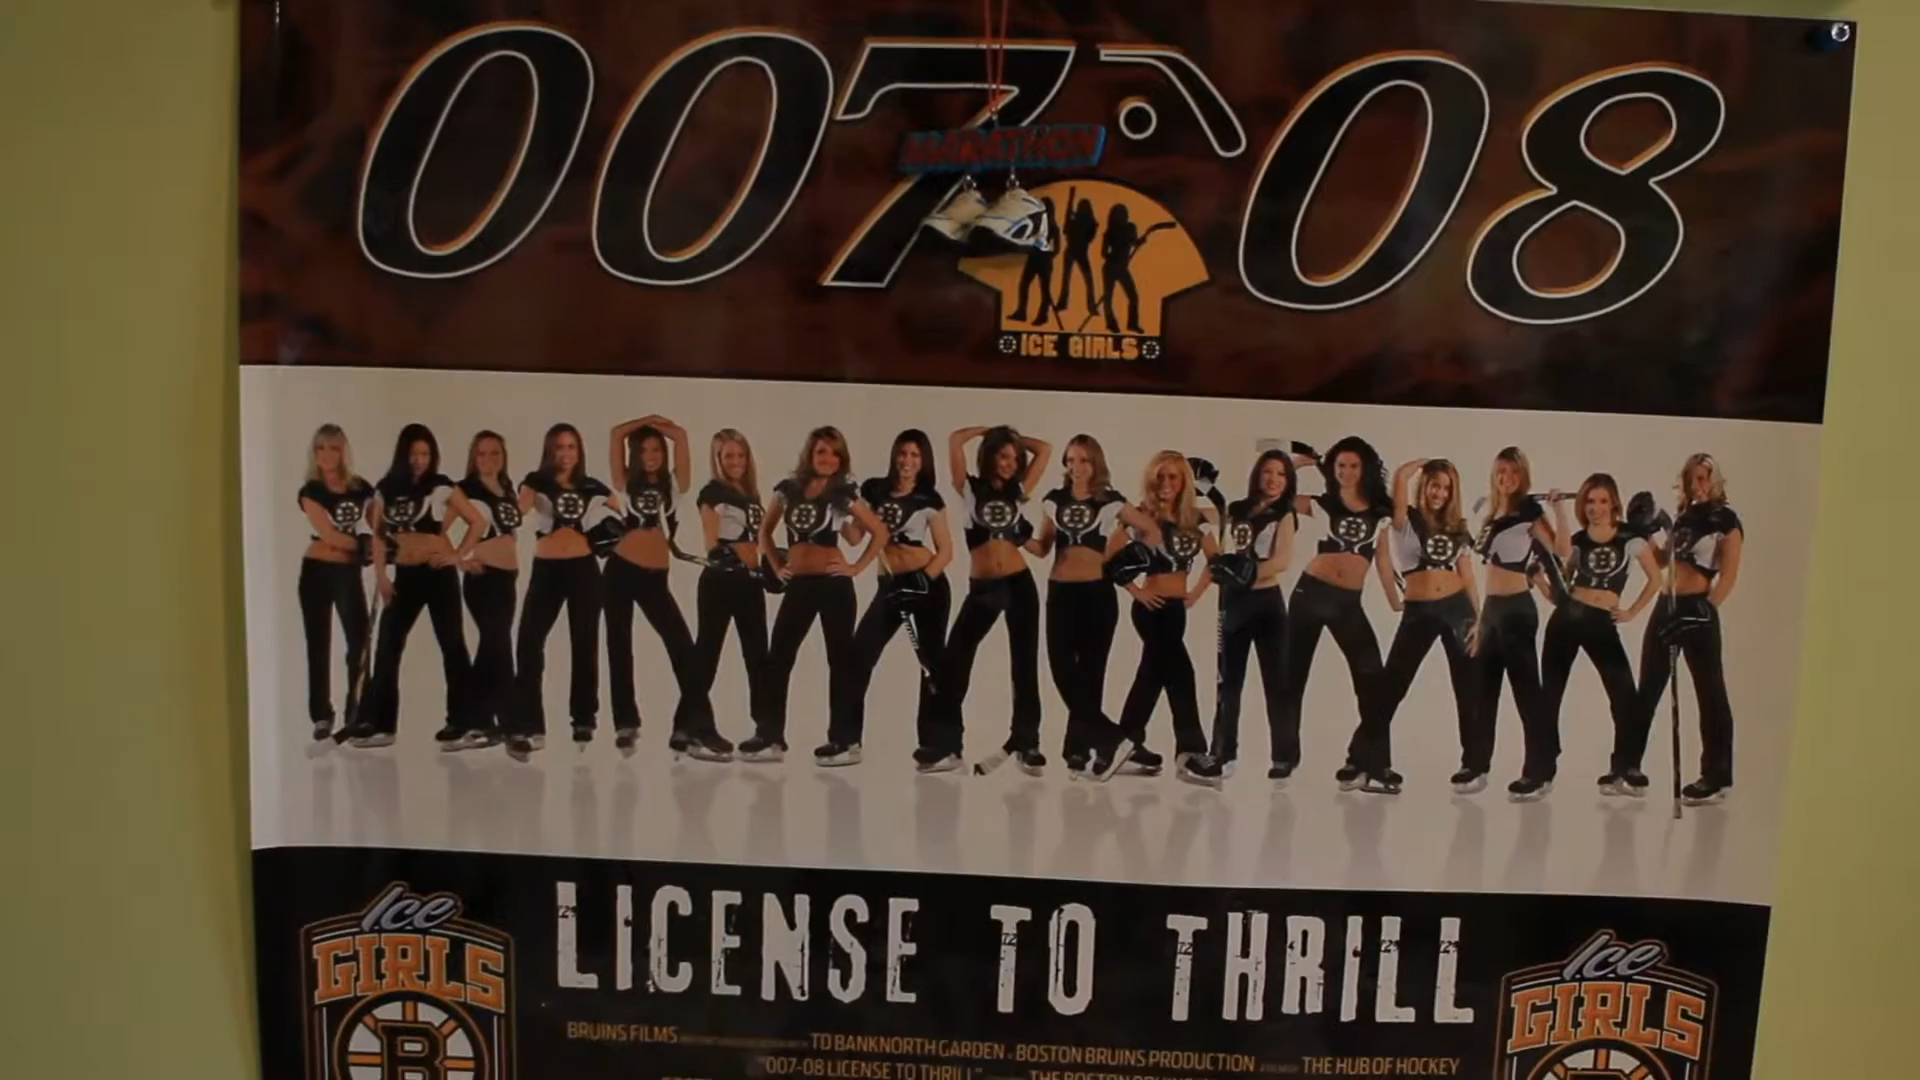 007-08
MARATHON
ICE GIRLS
LICENSE TO THRILL
Ice
GIRLS
B
Ice
GIRLS
BRUINS FILMS TD BANKNORTH GARDEN BOSTON BRUINS PRODUCTION THE HUB OF HOCKEY
"007-08 LICENSE TO THRILL" THE BOSTON